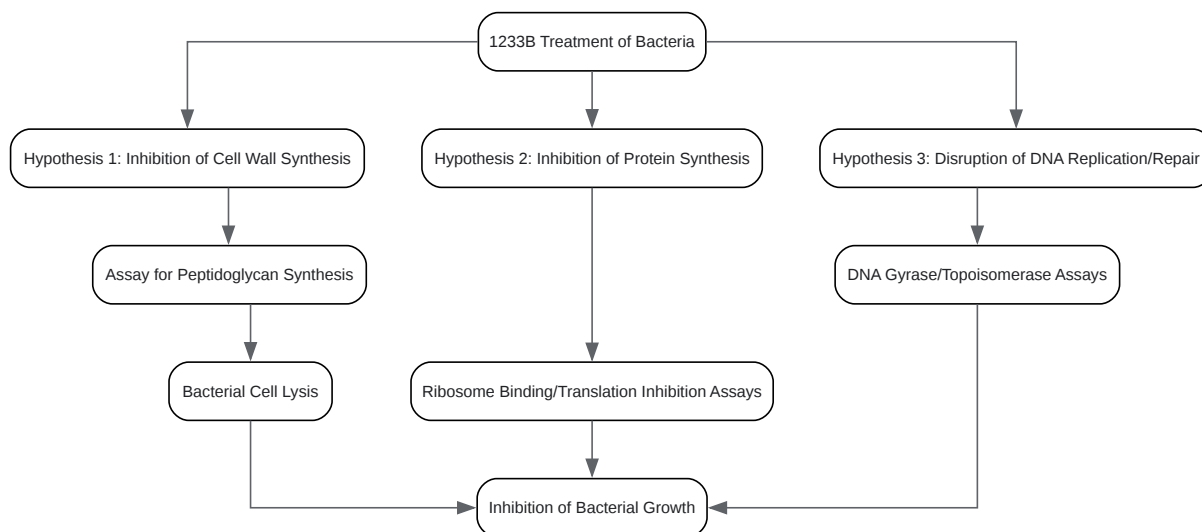 1233B Treatment of Bacteria
Hypothesis 1: Inhibition of Cell Wall Synthesis
Hypothesis 2: Inhibition of Protein Synthesis
Hypothesis 3: Disruption of DNA Replication/Repair
Assay for Peptidoglycan Synthesis
DNA Gyrase/Topoisomerase Assays
Bacterial Cell Lysis
Ribosome Binding/Translation Inhibition Assays
Inhibition of Bacterial Growth